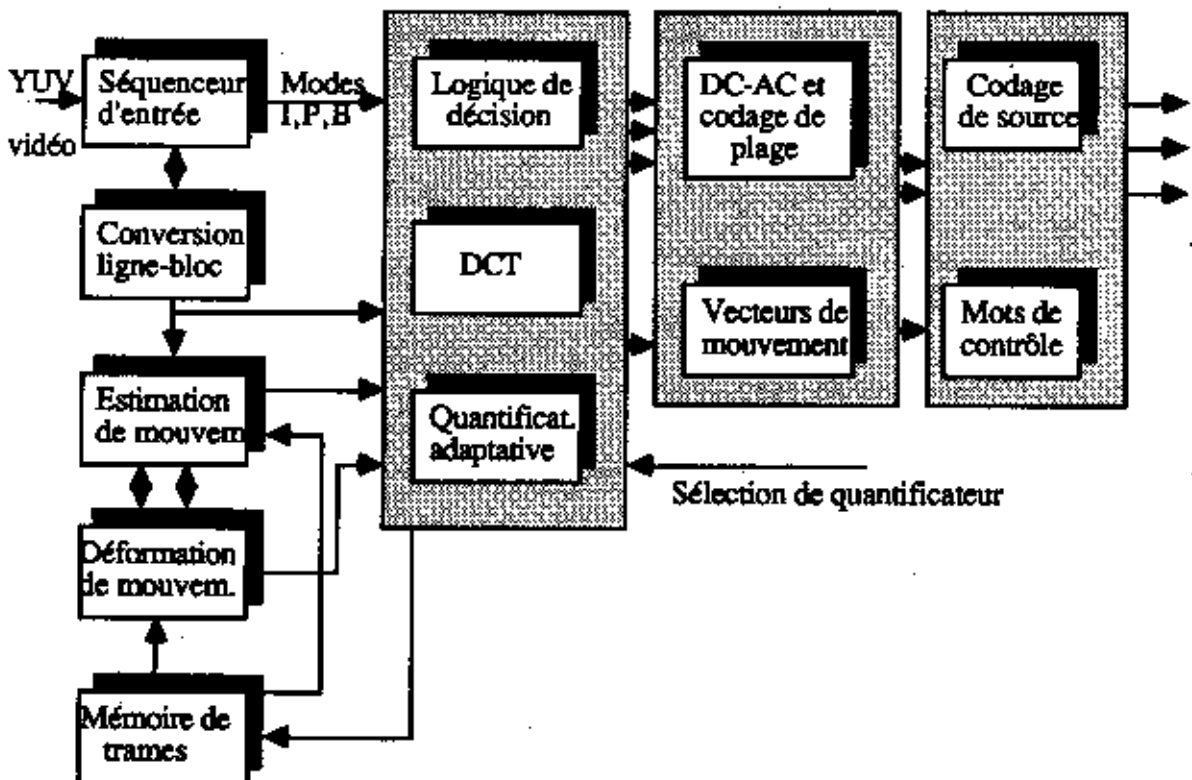 YUV
vidéo
Séquenceur
d'entrée
Modes
I,P,B
Logique de
décision
DC-AC et
codage de
plage
Codage
de source
Conversion
ligne-bloc
DCT
Vecteurs de
mouvement
Mots de
contrôle
Estimation
de mouvem
Quantificat.
adaptative
Sélection de quantificateur
Déformation
de mouvem.
Mémoire de
trames